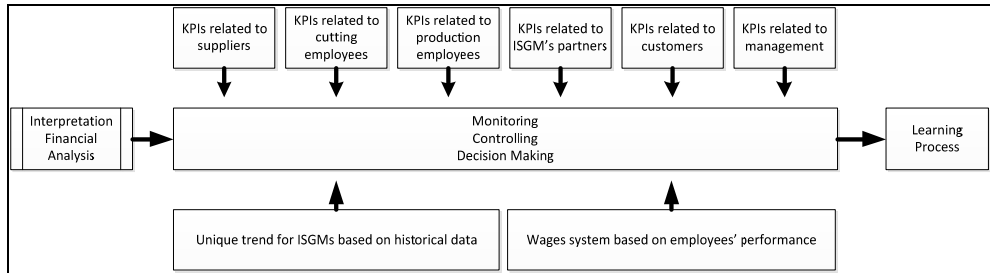 KPIs related to
suppliers
KPIs related to
cutting
employees
KPIs related to
production
employees
KPIs related to
ISGM's partners
KPIs related to
customers
KPIs related to
management
Interpretation
Financial
Analysis
Monitoring
Controlling
Decision Making
Learning
Process
Unique trend for ISGMs based on historical data
Wages system based on employees' performance